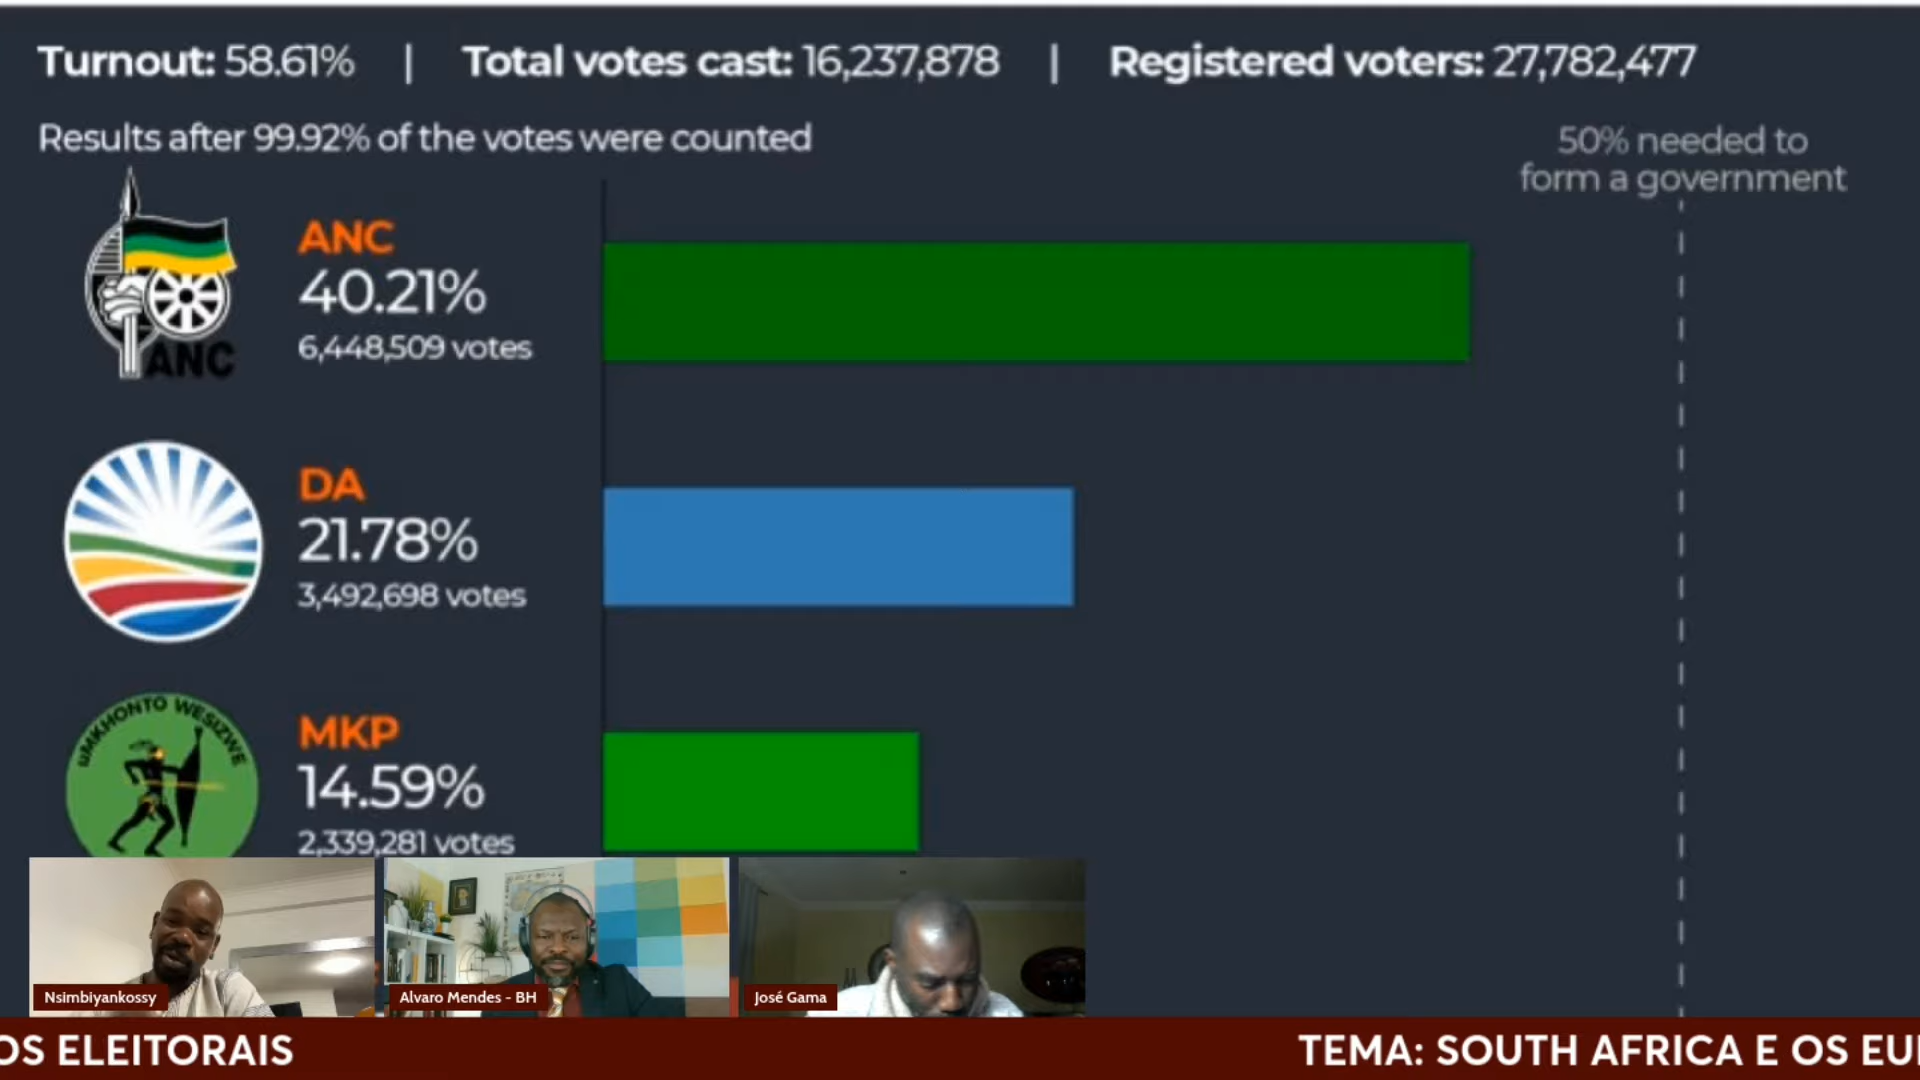 Turnout: 58.61% | Total votes cast: 16,237,878 | Registered voters: 27,782,477
Results after 99.92% of the votes were counted
50% needed to
form a government
ANC
ANC
40.21%
6,448,509 votes
DA
21.78%
3,492,698 votes
uMKHONTO WESIZWE
MKP
14.59%
2,339,281 votes
Nsimbiyankossy
Alvaro Mendes - BH
José Gama
OS ELEITORAIS
TEMA: SOUTH AFRICA E OS